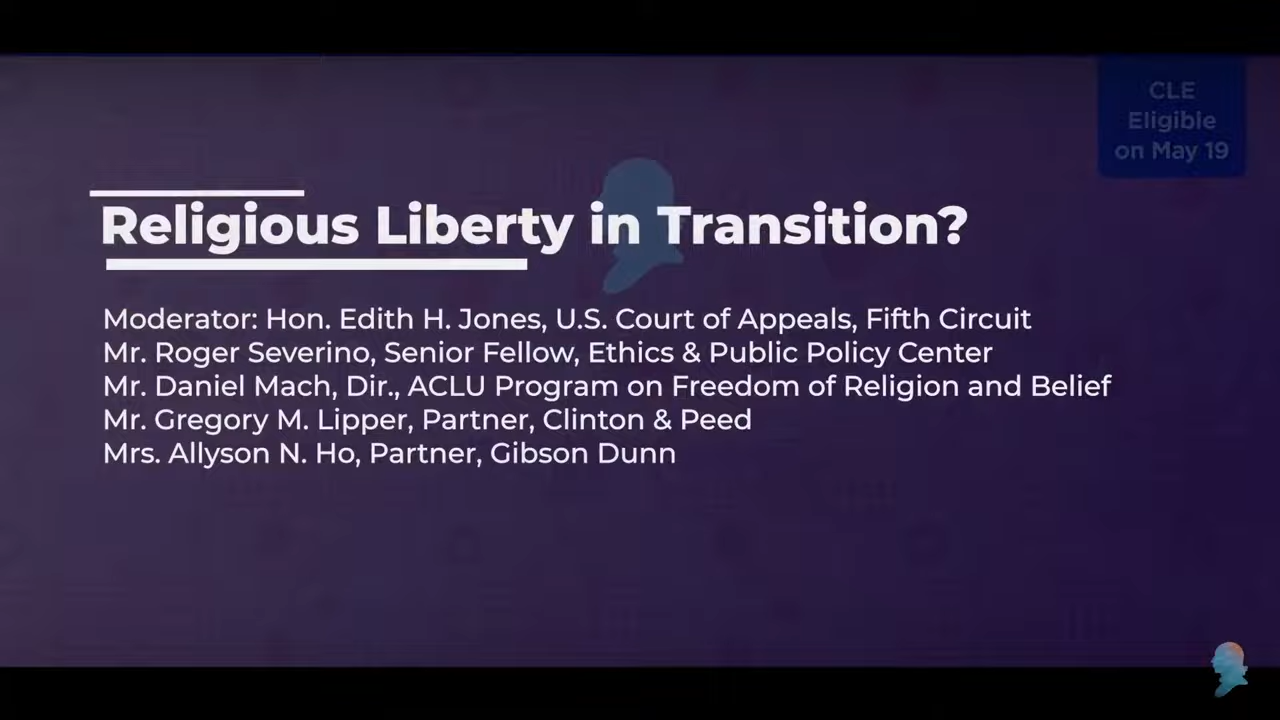 CLE
Eligible
on May 19
Religious Liberty in Transition?
Moderator: Hon. Edith H. Jones, U.S. Court of Appeals, Fifth Circuit
Mr. Roger Severino, Senior Fellow, Ethics & Public Policy Center
Mr. Daniel Mach, Dir., ACLU Program on Freedom of Religion and Belief
Mr. Gregory M. Lipper, Partner, Clinton & Peed
Mrs. Allyson N. Ho, Partner, Gibson Dunn